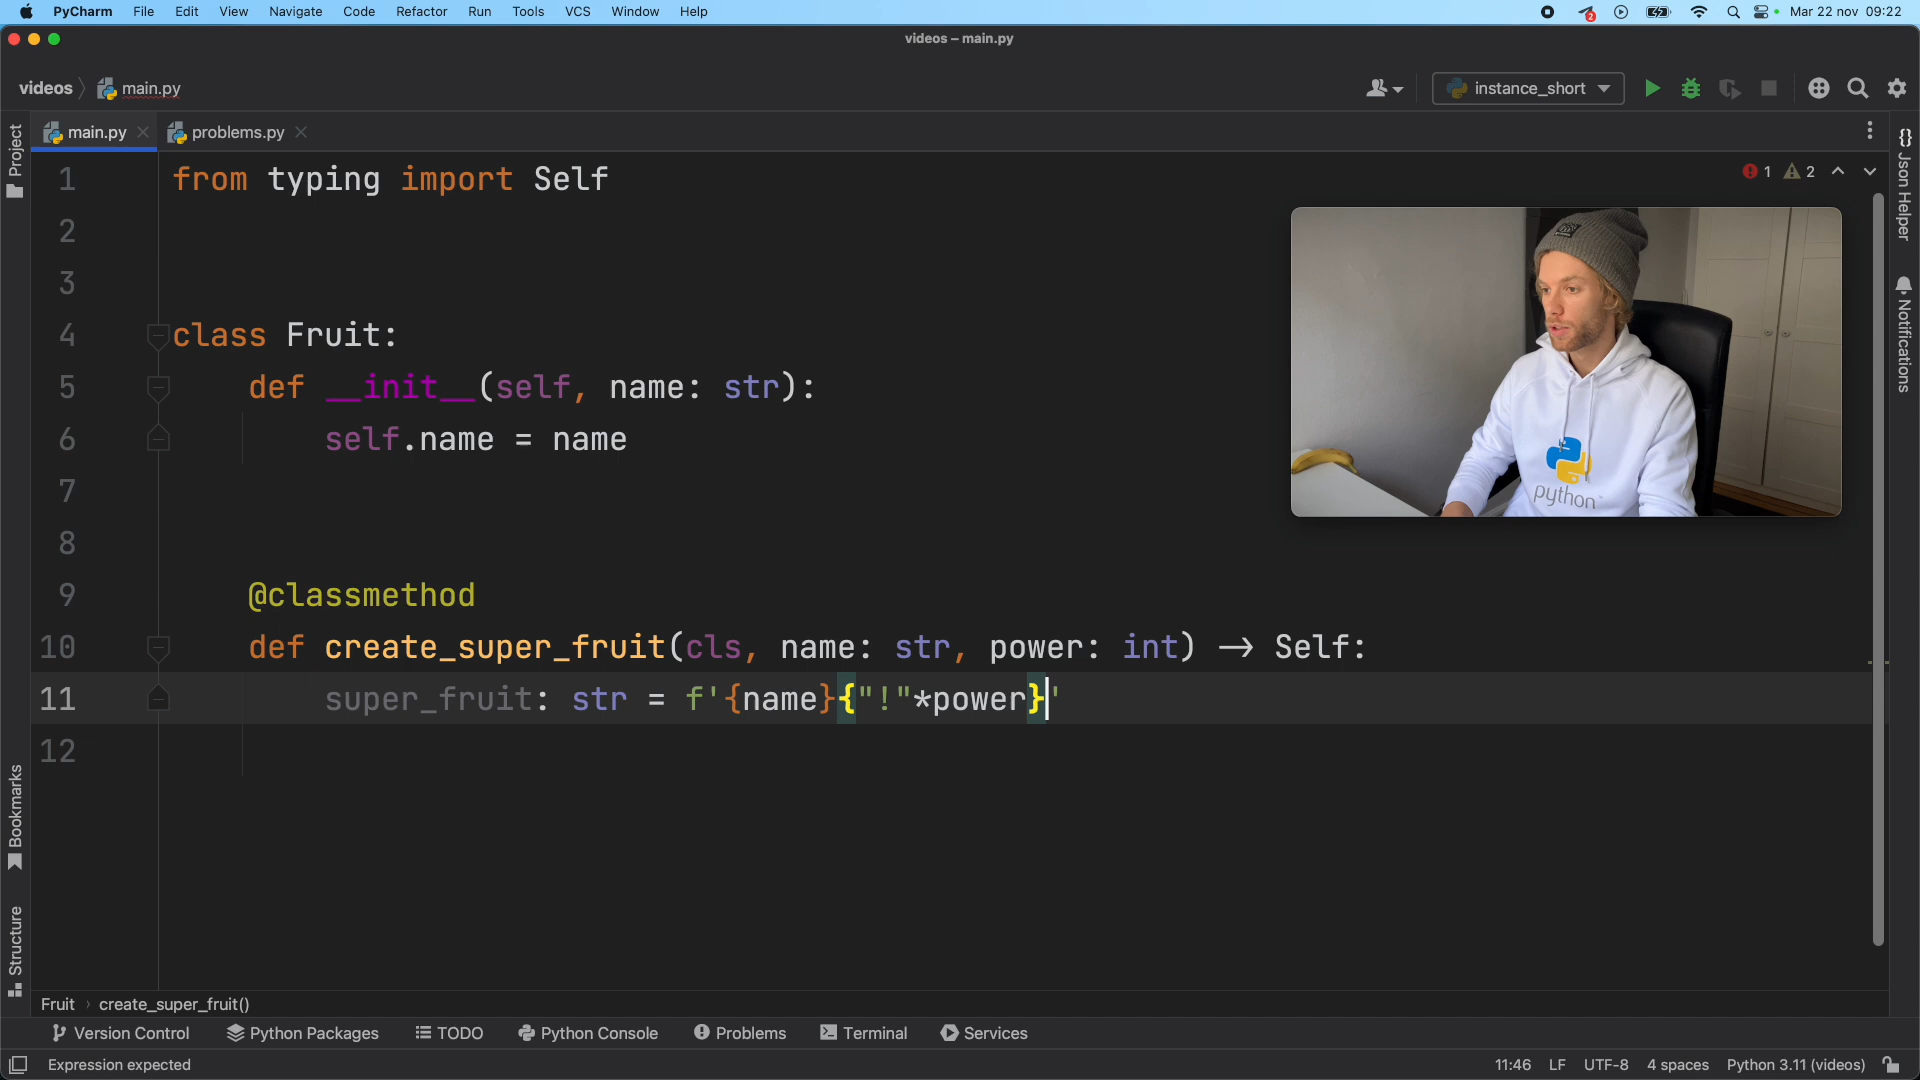 PyCharm File Edit View Navigate Code Refactor Run Tools VCS Window Help 2 Mar 22 nov 09:22
videos – main.py
videos main.py instance_short
main.py problems.py
Project
Json Helper
Notifications
Bookmarks
Structure
1 from typing import Self
1 2
2
3
4 class Fruit:
5 def __init__(self, name: str):
6 self.name = name
7
8
9 @classmethod
10 def create_super_fruit(cls, name: str, power: int) -> Self:
11 super_fruit: str = f'{name}{"!"*power}'
12
python
Fruit › create_super_fruit()
Version Control Python Packages TODO Python Console Problems Terminal Services
Expression expected 11:46 LF UTF-8 4 spaces Python 3.11 (videos)